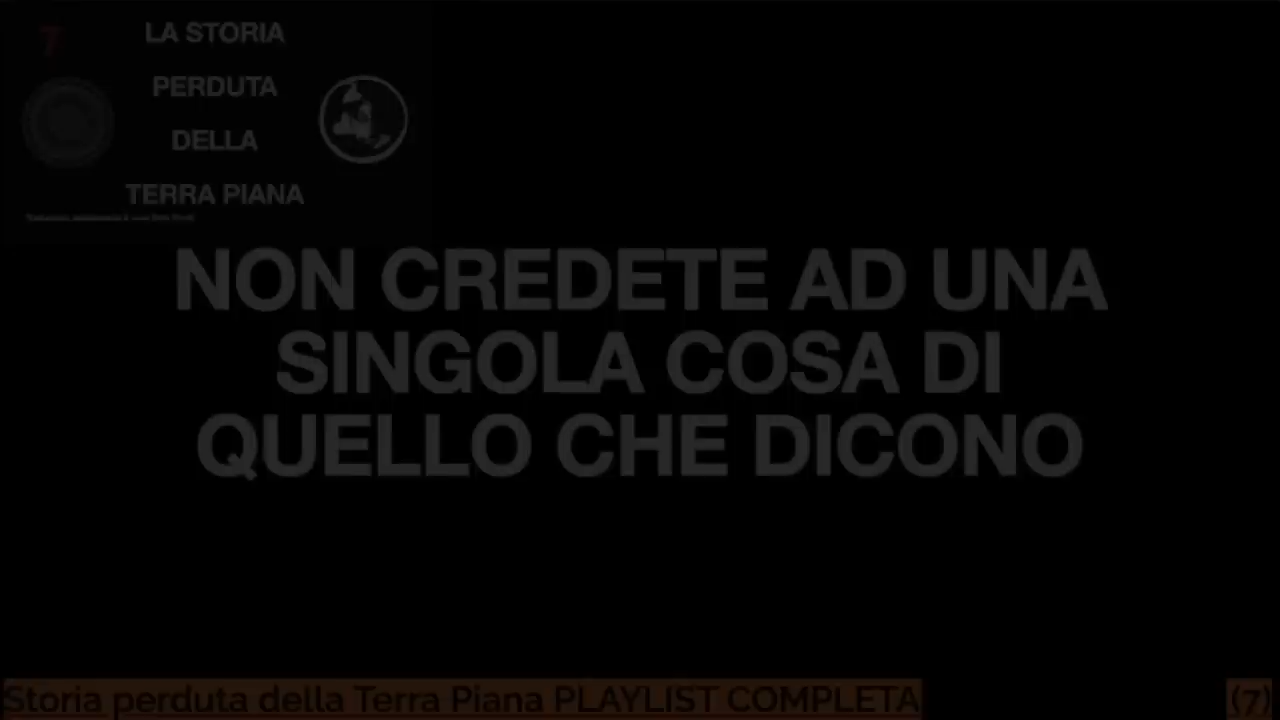 7
LA STORIA
PERDUTA
DELLA
TERRA PIANA
NON CREDETE AD UNA
SINGOLA COSA DI
QUELLO CHE DICONO
Storia perduta della Terra Piana PLAYLIST COMPLETA
(7)